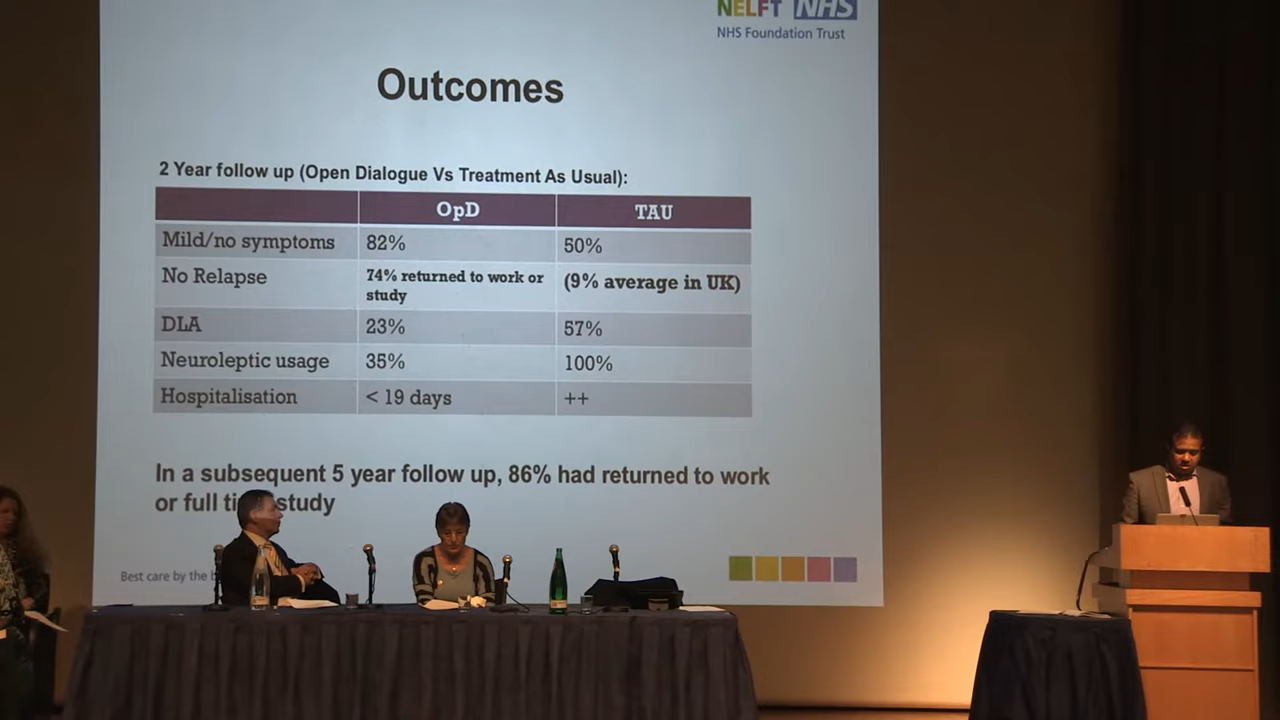 NELFT NHS
NHS Foundation Trust
Outcomes
2 Year follow up (Open Dialogue Vs Treatment As Usual):
OpD TAU
Mild/no symptoms 82% 50%
No Relapse 74% returned to work or study (9% average in UK)
DLA 23% 57%
Neuroleptic usage 35% 100%
Hospitalisation < 19 days ++
In a subsequent 5 year follow up, 86% had returned to work
or full study
Best care by the